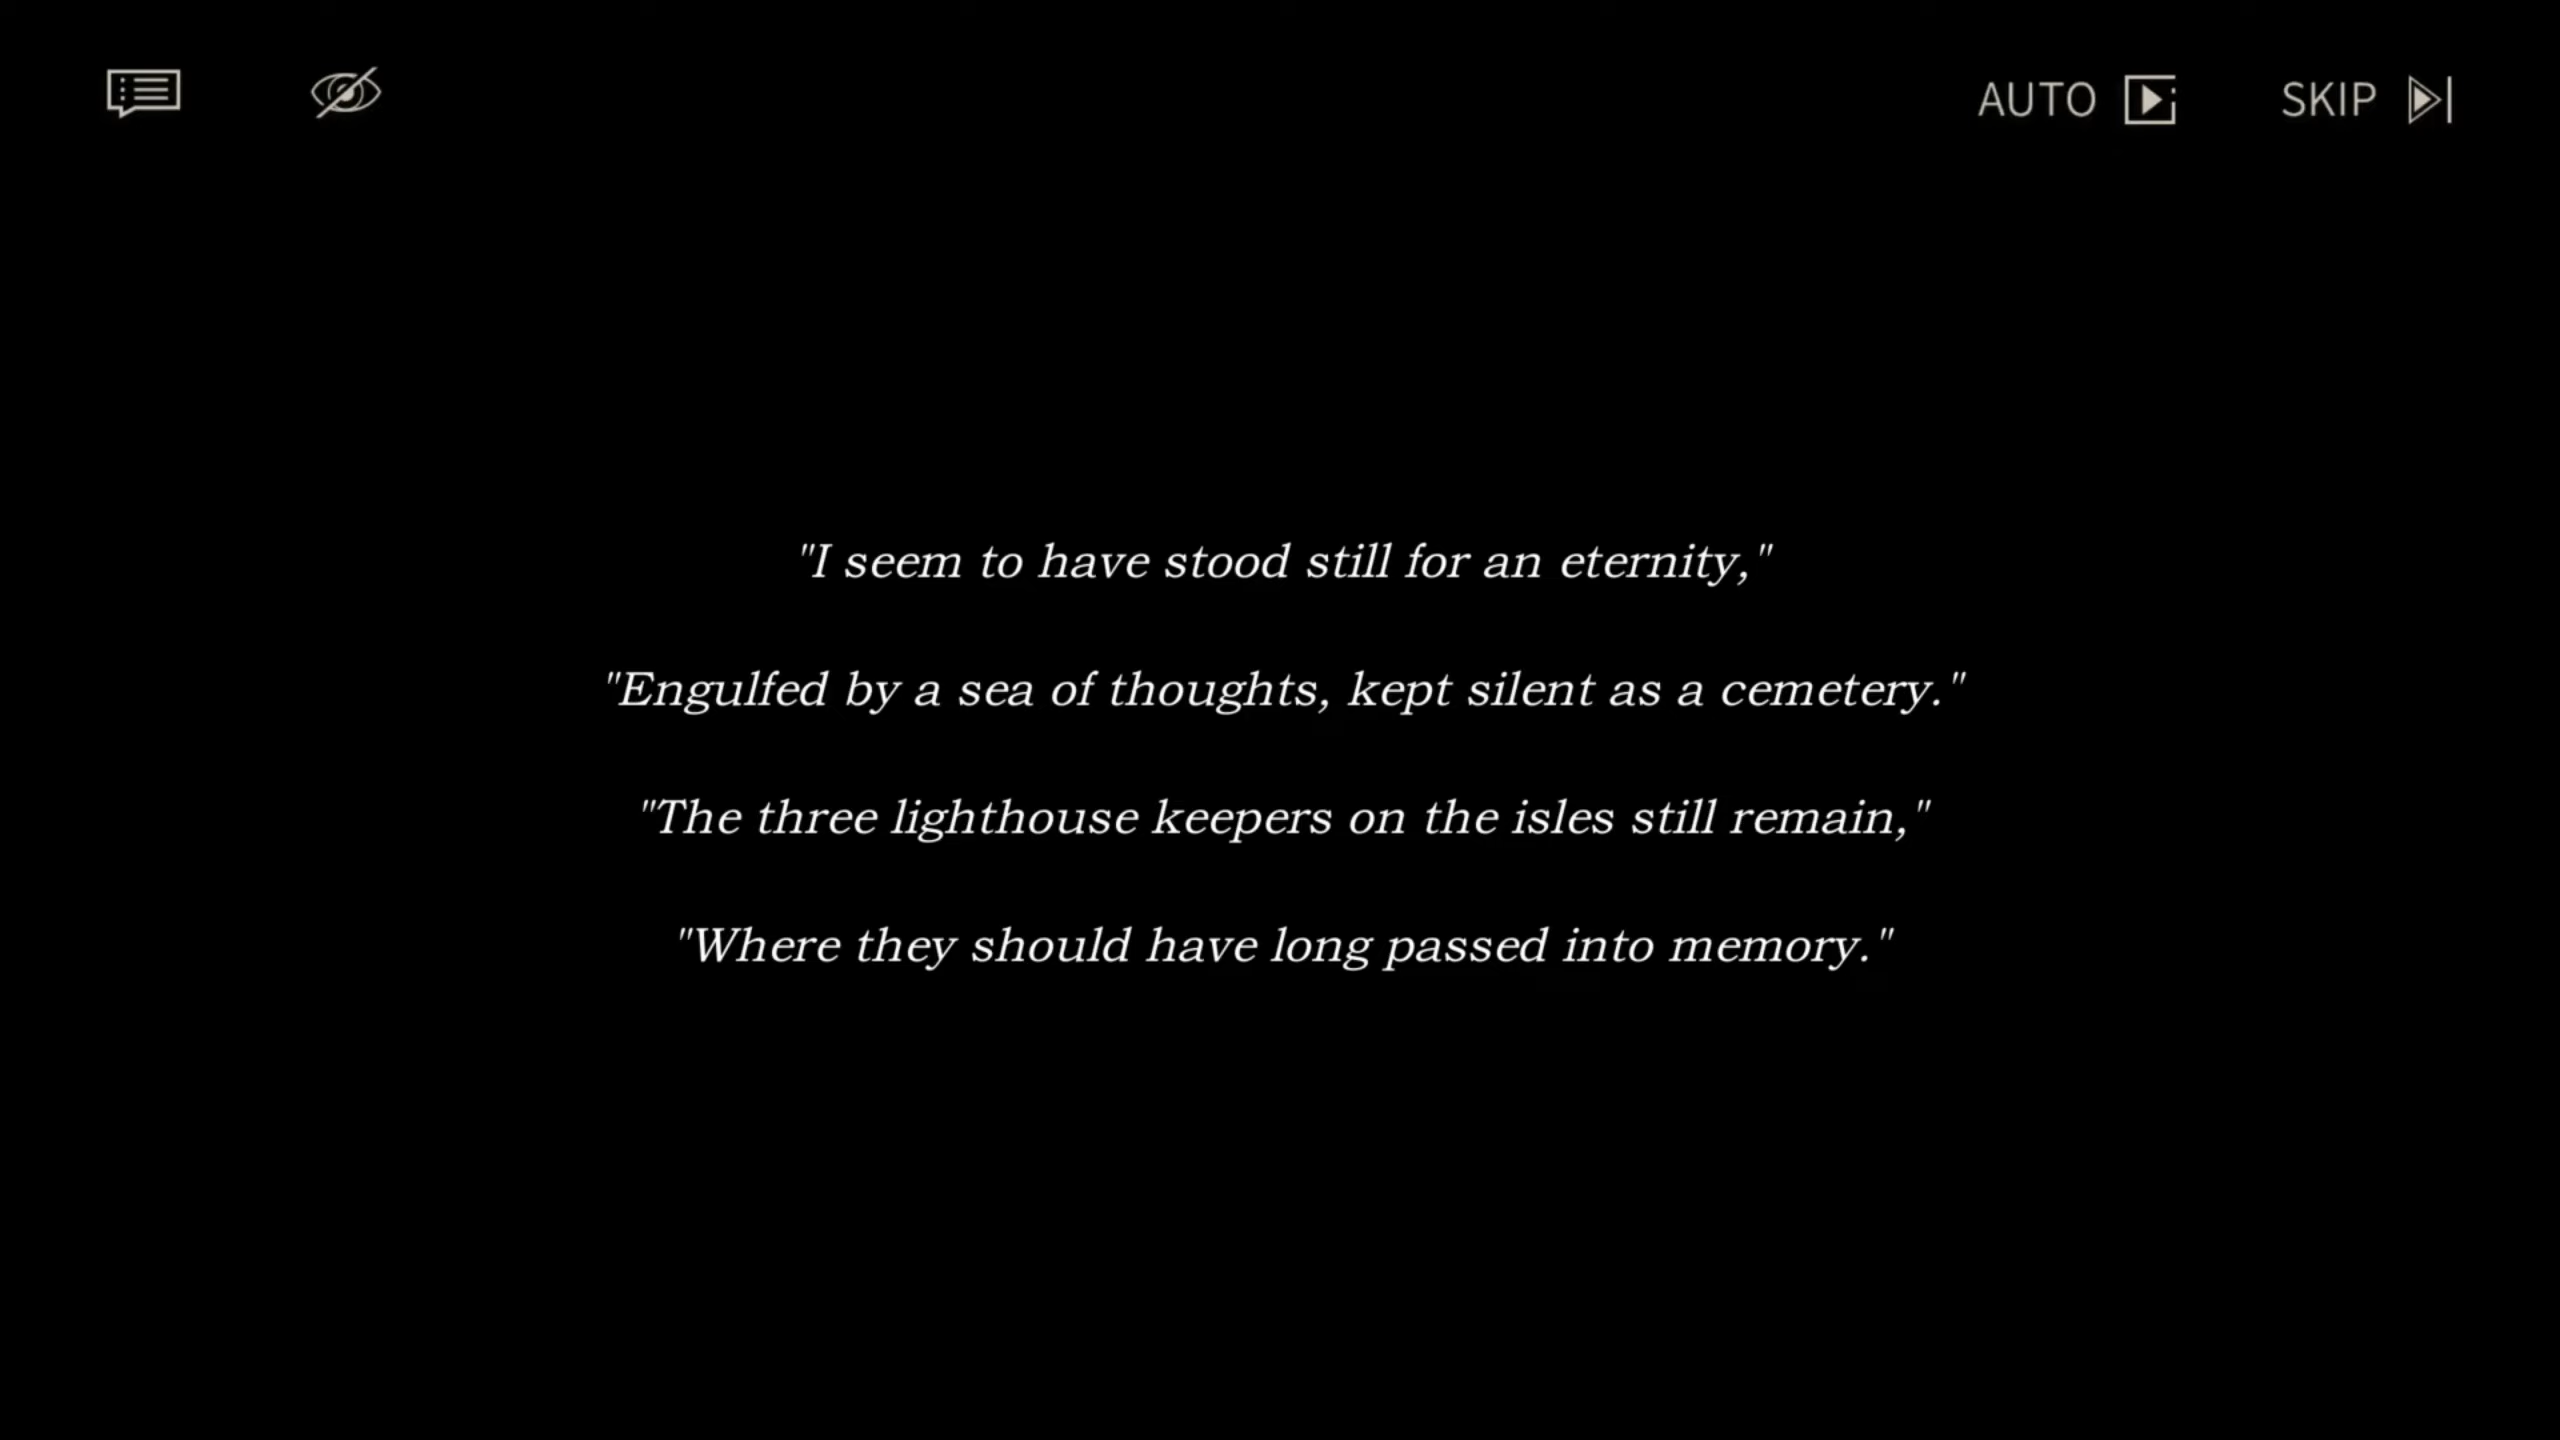 AUTO
SKIP
"I seem to have stood still for an eternity,"
"Engulfed by a sea of thoughts, kept silent as a cemetery."
"The three lighthouse keepers on the isles still remain,"
"Where they should have long passed into memory."